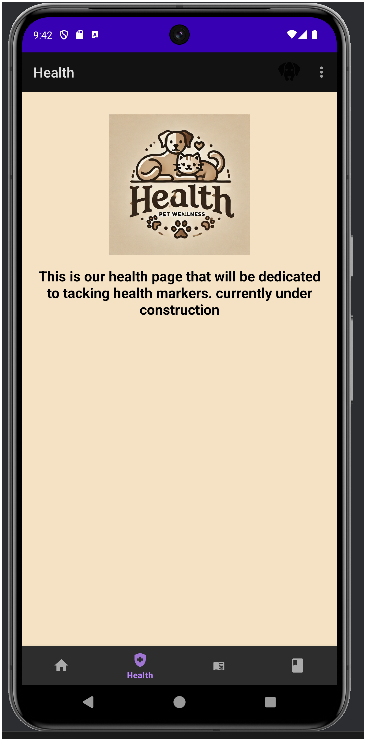 9:42
Health
Health
PET WEllNESS
This is our health page that will be dedicated
to tacking health markers. currently under
construction
Health